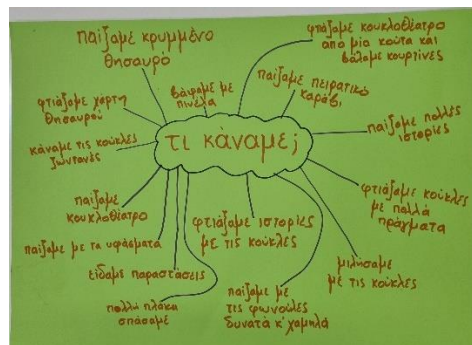 παίζαμε κρυμμένο
θησαυρό
φτιάξαμε κουκλοθέατρο
από μία κούτα και
βάλαμε κουρτίνες
βάψαμε με
πινέλα
παίξαμε πειρατικό
καράβι
φτιάξαμε χάρτη
θησαυρού
παίξαμε πολλές
ιστορίες
κάναμε τις κούκλες
ζωντανές
τι κάναμε;
παίξαμε
κουκλοθέατρο
φτιάξαμε κούκλες
με πολλά
πράγματα
φτιάξαμε ιστορίες
με τις κούκλες
παίξαμε με τα υφάσματα
μιλήσαμε
με τις κούκλες
είδαμε παραστάσεις
παίξαμε με
τις φωνούλες
δυνατά κ' χαμηλά
πολλή πλάκα
σπάσαμε